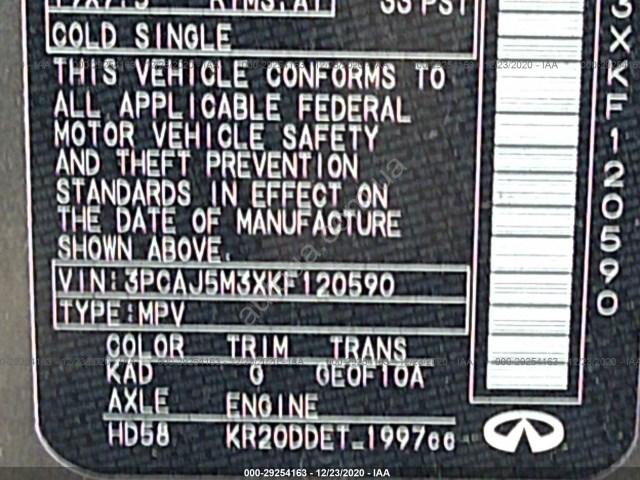 COLD SINGLE
THIS VEHICLE CONFORMS TO
ALL APPLICABLE FEDERAL
MOTOR VEHICLE SAFETY
AND THEFT PREVENTION
STANDARDS IN EFFECT ON
THE DATE OF MANUFACTURE
SHOWN ABOVE.
VIN:3PCAJ5M3XKF120590
TYPE:MPV
COLOR TRIM TRANS
KAD G GEOF10A
AXLE ENGINE
HD58 KR20DDET 1997cc
3XKF120590
000-29254163 - 12/23/2020 - IAA